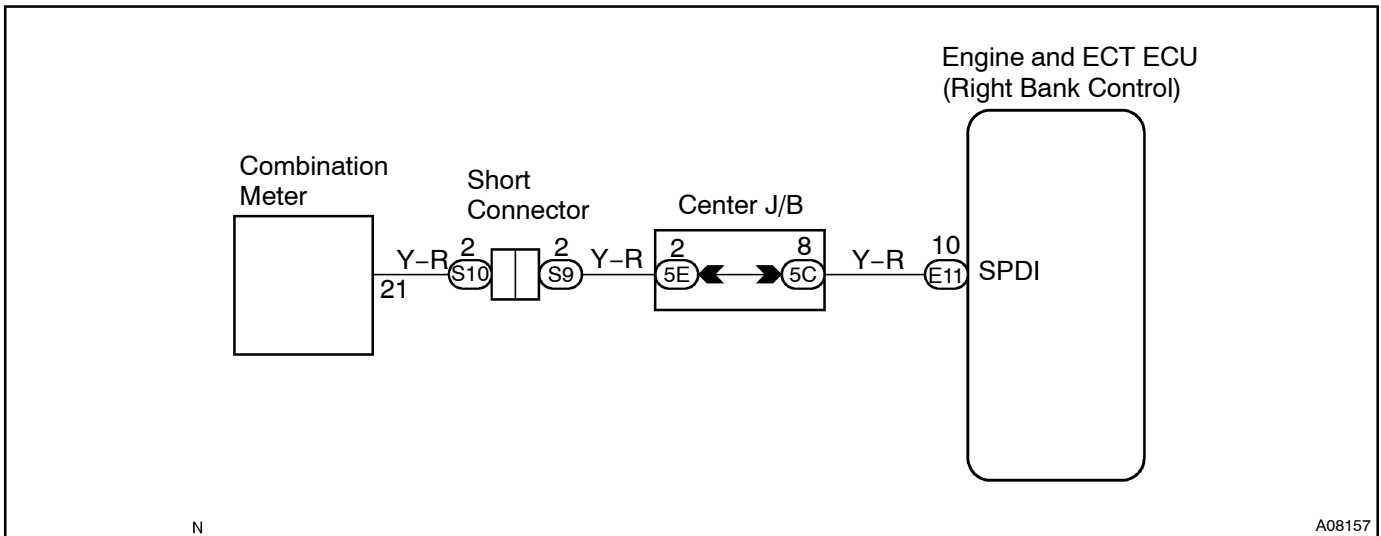 Engine and ECT ECU
(Right Bank Control)
Combination
Meter
Short
Connector
Center J/B
Y−R
2
2
Y−R
2
8
Y−R
10
S10
S9
5E
5C
E11
SPDI
21
N
A08157